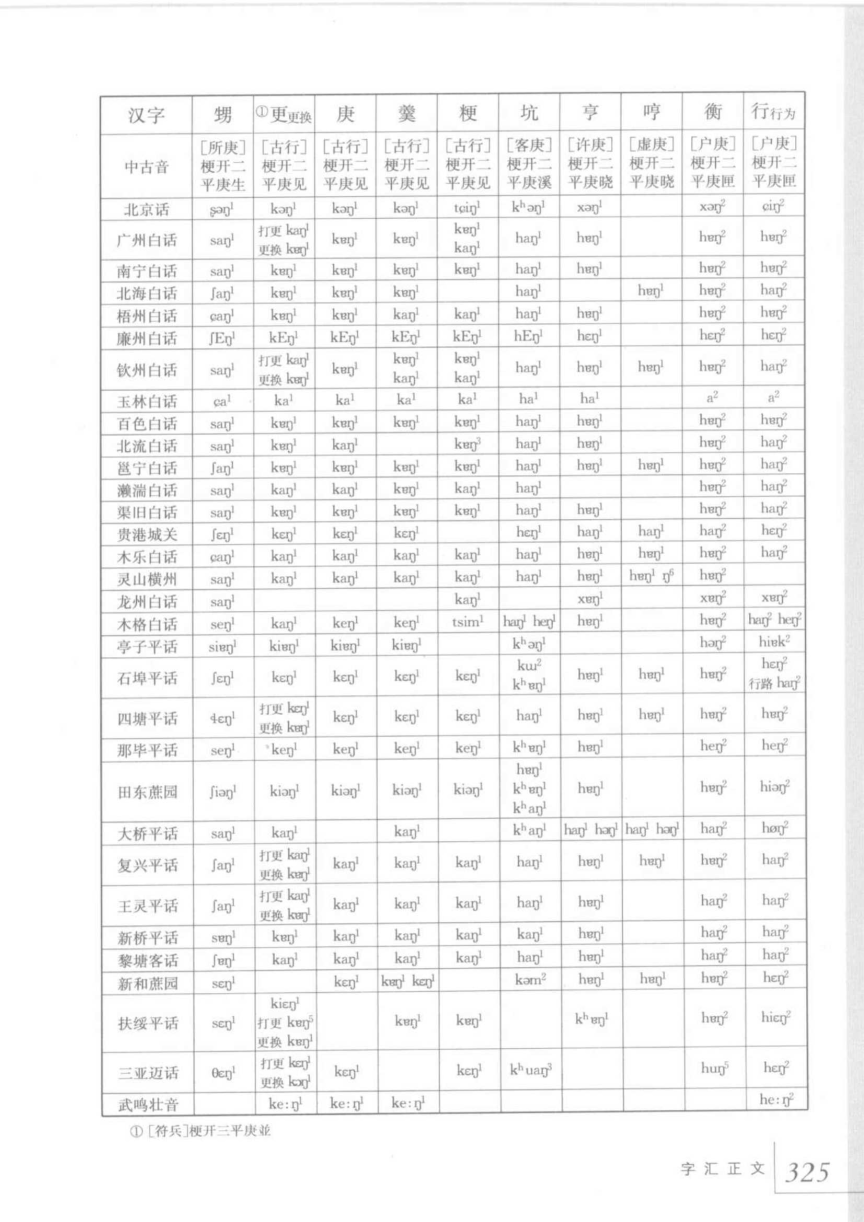 汉字 甥 ①更更换 庚 羹 粳 坑 亨 哼 衡 行行为
中古音 [所庚]梗开二平庚生 [古行]梗开二平庚见 [古行]梗开二平庚见 [古行]梗开二平庚见 [古行]梗开二平庚见 [客庚]梗开二平庚溪 [许庚]梗开二平庚晓 [虚庚]梗开二平庚晓 [户庚]梗开二平庚匣 [户庚]梗开二平庚匣
北京话 ʂəŋ¹ kəŋ¹ kəŋ¹ kəŋ¹ tɕiŋ¹ kʰəŋ¹ xəŋ¹ xəŋ² ɕiŋ²
广州白话 saŋ¹ 打更 kaŋ¹ 更换 kɐŋ¹ kɐŋ¹ kɐŋ¹ kɐŋ¹ kaŋ¹ haŋ¹ hɐŋ¹ hɐŋ² hɐŋ²
南宁白话 saŋ¹ kɐŋ¹ kɐŋ¹ kɐŋ¹ kɐŋ¹ haŋ¹ hɐŋ¹ hɐŋ² hɐŋ²
北海白话 ʃaŋ¹ kɐŋ¹ kɐŋ¹ kɐŋ¹ haŋ¹ hɐŋ¹ hɐŋ² haŋ²
梧州白话 ɕaŋ¹ kɐŋ¹ kɐŋ¹ kaŋ¹ kaŋ¹ haŋ¹ hɐŋ¹ hɐŋ² hɐŋ²
廉州白话 ʃEŋ¹ kEŋ¹ kEŋ¹ kEŋ¹ kEŋ¹ hEŋ¹ hɛŋ¹ hɛŋ² hɛŋ²
钦州白话 saŋ¹ 打更 kaŋ¹ 更换 kɐŋ¹ kɐŋ¹ kɐŋ¹ kaŋ¹ kɐŋ¹ kaŋ¹ haŋ¹ hɐŋ¹ hɐŋ¹ hɐŋ² haŋ²
玉林白话 ɕa¹ ka¹ ka¹ ka¹ ka¹ ha¹ ha¹ a² a²
百色白话 saŋ¹ kɐŋ¹ kɐŋ¹ kɐŋ¹ kɐŋ¹ haŋ¹ hɐŋ¹ hɐŋ² hɐŋ²
北流白话 saŋ¹ kɐŋ¹ kaŋ¹ kɐŋ³ haŋ¹ hɐŋ¹ hɐŋ² haŋ²
邕宁白话 ʃaŋ¹ kɐŋ¹ kɐŋ¹ kɐŋ¹ kɐŋ¹ haŋ¹ hɐŋ¹ hɐŋ¹ hɐŋ² haŋ²
濑湍白话 saŋ¹ kaŋ¹ kaŋ¹ kɐŋ¹ kaŋ¹ haŋ¹ hɐŋ² haŋ²
渠旧白话 saŋ¹ kɐŋ¹ kɐŋ¹ kɐŋ¹ kɐŋ¹ haŋ¹ hɐŋ¹ hɐŋ² haŋ²
贵港城关 ʃɛŋ¹ kɛŋ¹ kɛŋ¹ kɛŋ¹ hɛŋ¹ haŋ¹ haŋ¹ haŋ² hɛŋ²
木乐白话 ɕaŋ¹ kaŋ¹ kaŋ¹ kaŋ¹ kaŋ¹ haŋ¹ hɐŋ¹ hɐŋ¹ hɐŋ² haŋ²
灵山横州 saŋ¹ kaŋ¹ kaŋ¹ kaŋ¹ kaŋ¹ haŋ¹ hɐŋ¹ hɐŋ¹ ŋ⁶ hɐŋ²
龙州白话 saŋ¹ kaŋ¹ xɐŋ¹ xɐŋ² xɐŋ²
木格白话 seŋ¹ kaŋ¹ keŋ¹ keŋ¹ tsim¹ haŋ¹ heŋ¹ hɐŋ¹ hɐŋ² haŋ² heŋ²
亭子平话 siɐŋ¹ kiɐŋ¹ kiɐŋ¹ kiɐŋ¹ kʰəŋ¹ həŋ² hiɐk²
石埠平话 ʃɛŋ¹ kɛŋ¹ kɛŋ¹ kɛŋ¹ kɛŋ¹ kɯ² kʰɐŋ¹ hɐŋ¹ hɐŋ¹ hɐŋ² hɛŋ² 行路 haŋ²
四塘平话 ɬɛŋ¹ 打更 kɛŋ¹ 更换 kɐŋ¹ kɛŋ¹ kɛŋ¹ kɛŋ¹ haŋ¹ hɐŋ¹ hɐŋ¹ hɐŋ² hɐŋ²
那毕平话 seŋ¹ keŋ¹ keŋ¹ keŋ¹ keŋ¹ kʰɐŋ¹ hɐŋ¹ heŋ² heŋ²
田东蔗园 ʃiəŋ¹ kiəŋ¹ kiəŋ¹ kiəŋ¹ kiəŋ¹ hɐŋ¹ kʰɐŋ¹ kʰaŋ¹ hɐŋ¹ hɐŋ² hiəŋ²
大桥平话 saŋ¹ kaŋ¹ kaŋ¹ kʰaŋ¹ haŋ¹ həŋ¹ haŋ¹ həŋ¹ haŋ² høŋ²
复兴平话 ʃaŋ¹ 打更 kaŋ¹ 更换 kɐŋ¹ kaŋ¹ kaŋ¹ kaŋ¹ haŋ¹ hɐŋ¹ hɐŋ¹ hɐŋ² haŋ²
王灵平话 ʃaŋ¹ 打更 kaŋ¹ 更换 kɐŋ¹ kaŋ¹ kaŋ¹ kaŋ¹ haŋ¹ hɐŋ¹ haŋ² haŋ²
新桥平话 sɐŋ¹ kɐŋ¹ kaŋ¹ kaŋ¹ kaŋ¹ kaŋ¹ hɐŋ¹ haŋ² haŋ²
黎塘客话 ʃɐŋ¹ kaŋ¹ kaŋ¹ kaŋ¹ kaŋ¹ haŋ¹ hɐŋ¹ haŋ² haŋ²
新和蔗园 sɛŋ¹ kɛŋ¹ kɐŋ¹ kɛŋ¹ kəm² hɐŋ¹ hɐŋ¹ hɐŋ² hɛŋ²
扶绥平话 sɛŋ¹ kiɛŋ¹ 打更 kɐŋ⁵ 更换 kɐŋ¹ kɐŋ¹ kɐŋ¹ kʰɐŋ¹ hɐŋ² hiɛŋ²
三亚迈话 θɛŋ¹ 打更 kɛŋ¹ 更换 kɔŋ¹ kɛŋ¹ kɛŋ¹ kʰuaŋ³ huŋ⁵ hɛŋ²
武鸣壮音 ke:ŋ¹ ke:ŋ¹ ke:ŋ¹ he:ŋ²
①[符兵]梗开三平庚並
字汇正文 325